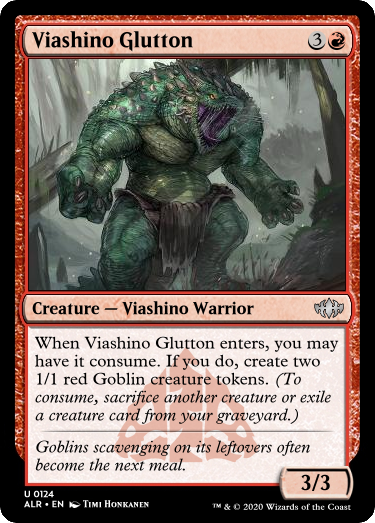 Viashino Glutton 3
Creature — Viashino Warrior
When Viashino Glutton enters, you may
have it consume. If you do, create two
1/1 red Goblin creature tokens. (To
consume, sacrifice another creature or exile
a creature card from your graveyard.)
Goblins scavenging on its leftovers often
become the next meal.
3/3
U 0124
ALR • EN Timi Honkanen
™ & © 2020 Wizards of the Coast